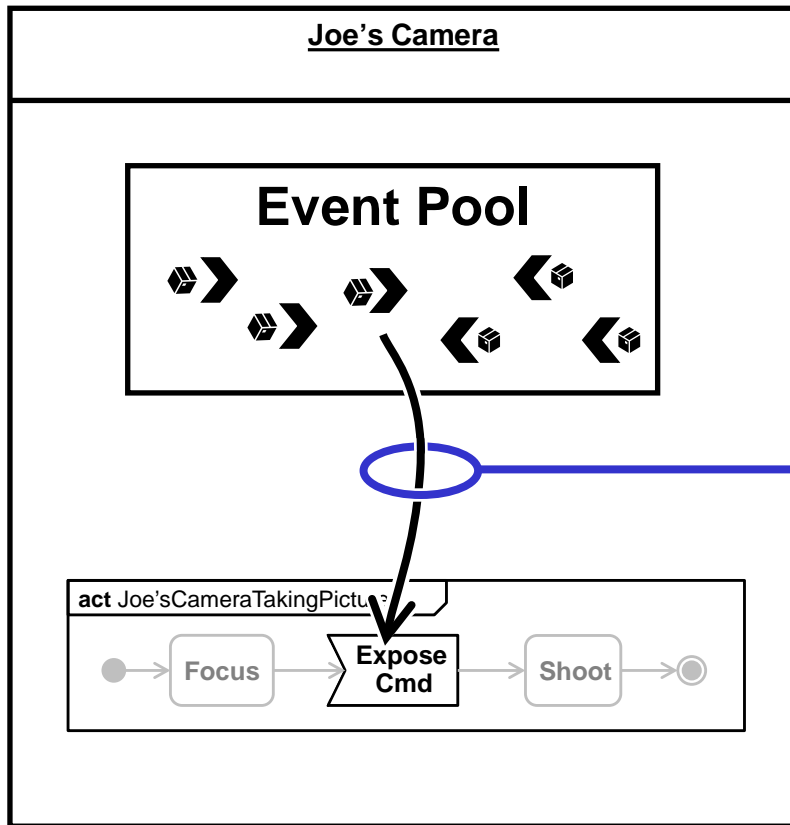 Joe's Camera
Event Pool
act Joe'sCameraTakingPicture
Focus
Expose
Cmd
Shoot